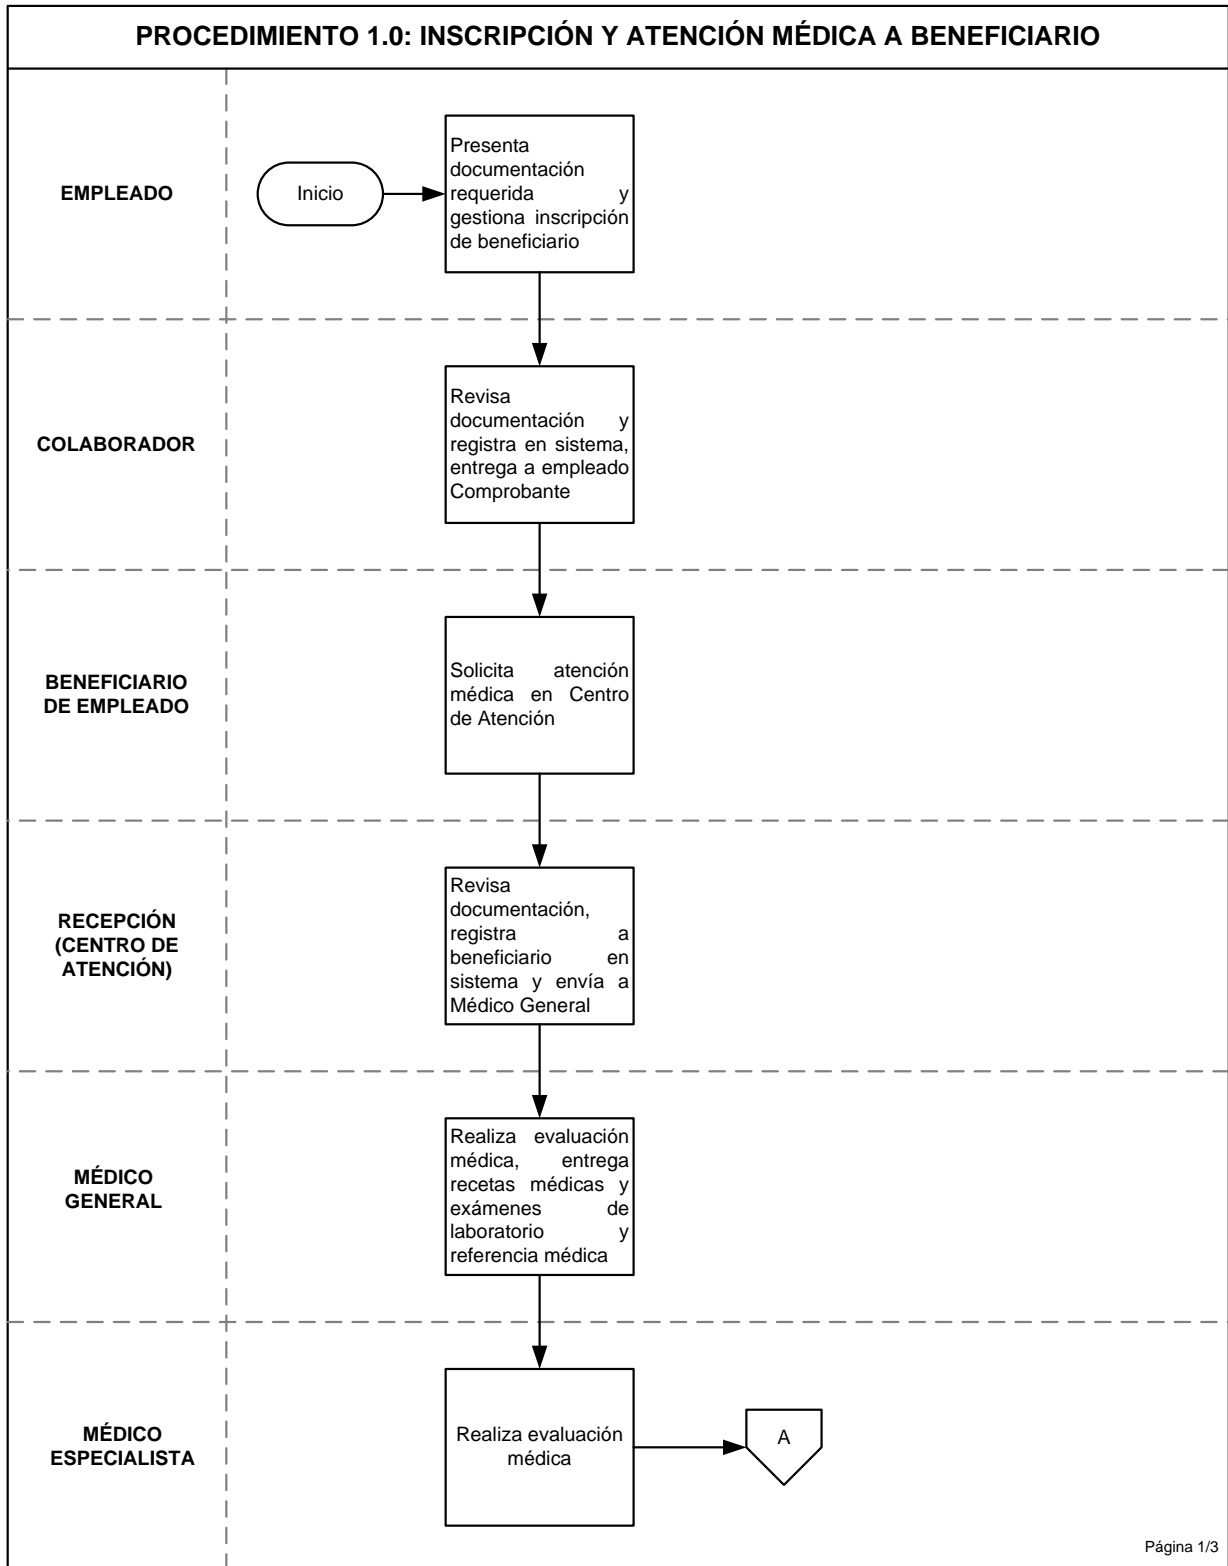 PROCEDIMIENTO 1.0: INSCRIPCIÓN Y ATENCIÓN MÉDICA A BENEFICIARIO
EMPLEADO
Inicio
Presenta
documentación
requerida y
gestiona inscripción
de beneficiario
COLABORADOR
Revisa
documentación y
registra en sistema,
entrega a empleado
Comprobante
BENEFICIARIO
DE EMPLEADO
Solicita atención
médica en Centro
de Atención
RECEPCIÓN
(CENTRO DE
ATENCIÓN)
Revisa
documentación,
registra a
beneficiario en
sistema y envía a
Médico General
MÉDICO
GENERAL
Realiza evaluación
médica, entrega
recetas médicas y
exámenes de
laboratorio y
referencia médica
MÉDICO
ESPECIALISTA
Realiza evaluación
médica
A
Página 1/3